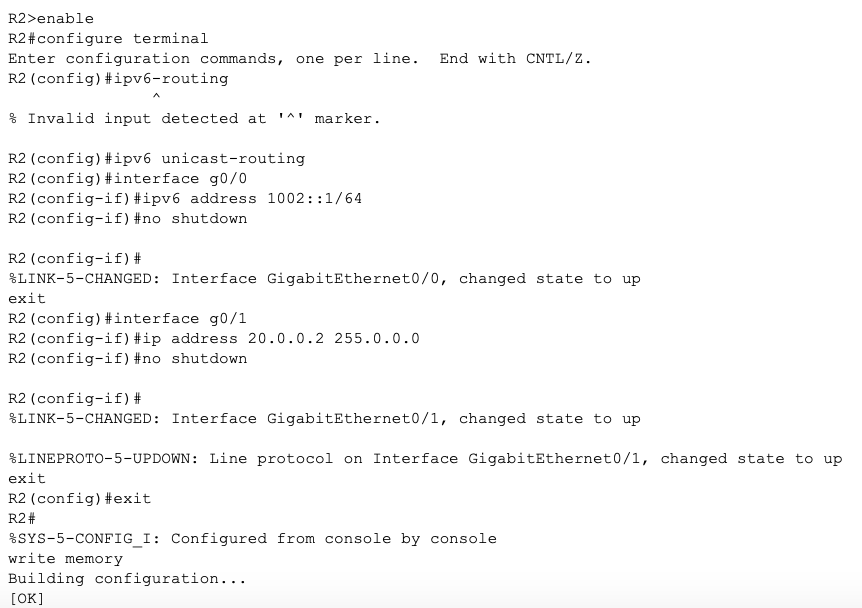 R2>enable
R2#configure terminal
Enter configuration commands, one per line.  End with CNTL/Z.
R2(config)#ipv6-routing
               ^
% Invalid input detected at '^' marker.

R2(config)#ipv6 unicast-routing
R2(config)#interface g0/0
R2(config-if)#ipv6 address 1002::1/64
R2(config-if)#no shutdown

R2(config-if)#
%LINK-5-CHANGED: Interface GigabitEthernet0/0, changed state to up
exit
R2(config)#interface g0/1
R2(config-if)#ip address 20.0.0.2 255.0.0.0
R2(config-if)#no shutdown

R2(config-if)#
%LINK-5-CHANGED: Interface GigabitEthernet0/1, changed state to up

%LINEPROTO-5-UPDOWN: Line protocol on Interface GigabitEthernet0/1, changed state to up
exit
R2(config)#exit
R2#
%SYS-5-CONFIG_I: Configured from console by console
write memory
Building configuration...
[OK]